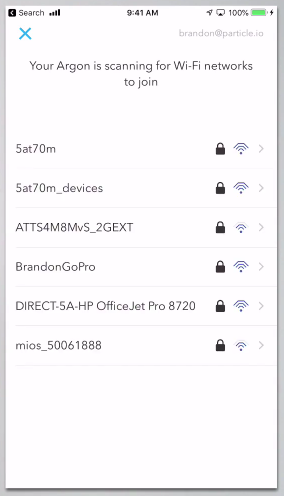 Search 9:41 AM 100%
brandon@particle.io
Your Argon is scanning for Wi-Fi networks
to join
5at70m
5at70m_devices
ATTS4M8MvS_2GEXT
BrandonGoPro
DIRECT-5A-HP OfficeJet Pro 8720
mios_50061888